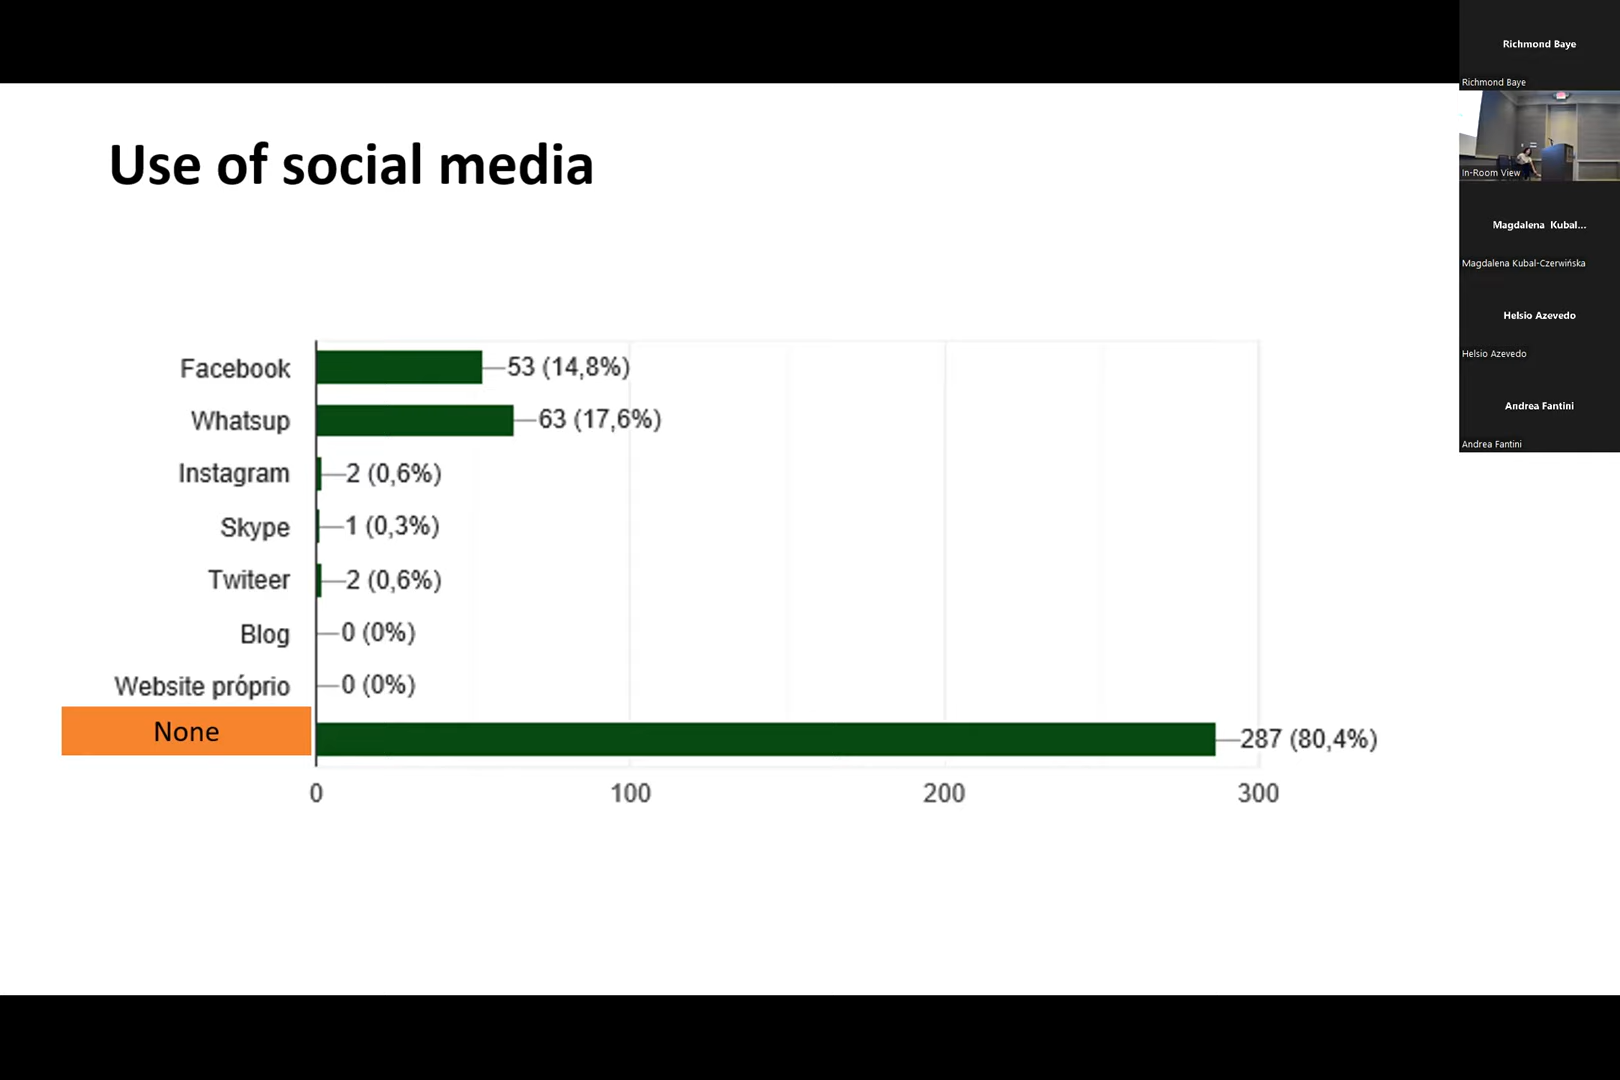 Use of social media
Facebook
53 (14,8%)
Whatsup
63 (17,6%)
Instagram
2 (0,6%)
Skype
1 (0,3%)
Twiteer
2 (0,6%)
Blog
0 (0%)
Website próprio
0 (0%)
None
287 (80,4%)
0
100
200
300
Richmond Baye
Richmond Baye
In-Room View
Magdalena Kubal...
Magdalena Kubal-Czerwińska
Helsio Azevedo
Helsio Azevedo
Andrea Fantini
Andrea Fantini